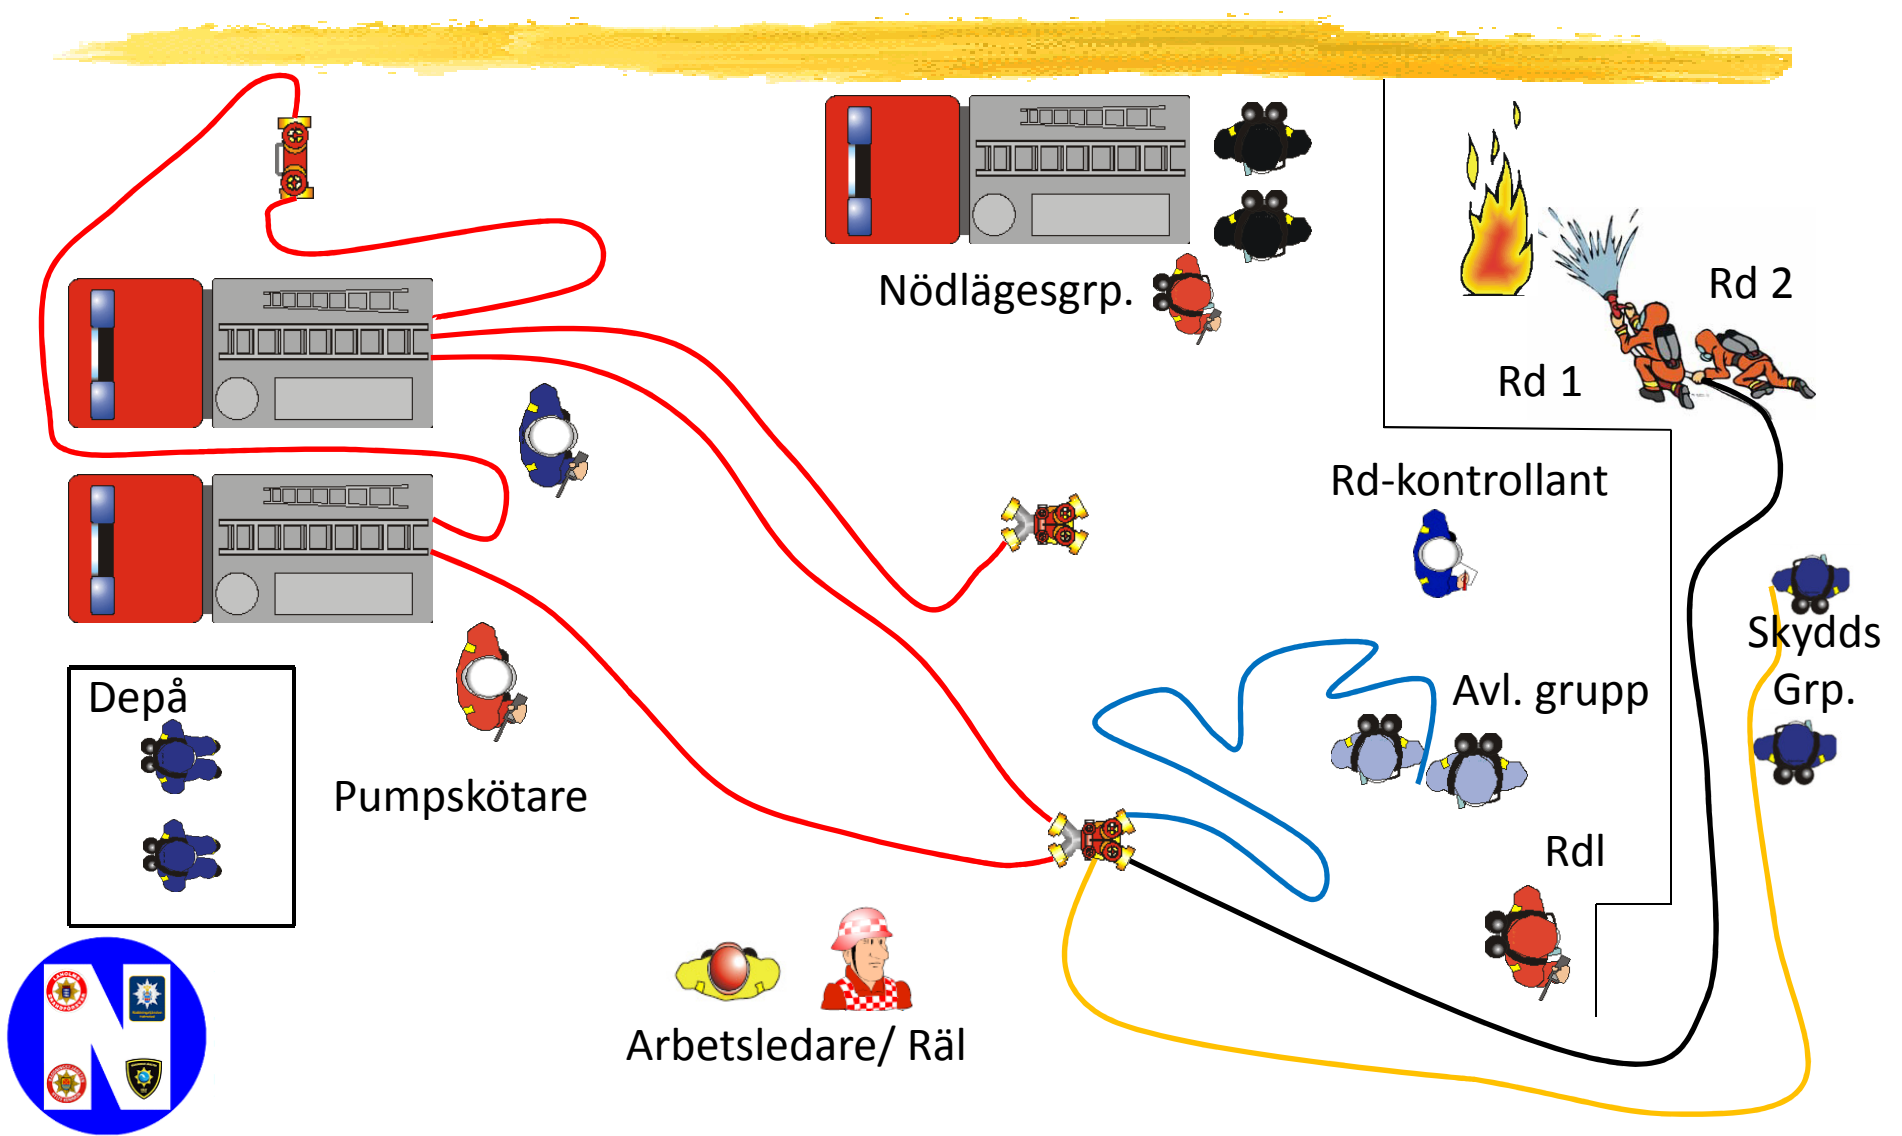 Nödlägesgrp.
Rd 2
Rd 1
Rd-kontrollant
Skydds
Grp.
Avl. grupp
Depå
Pumpskötare
Rdl
Arbetsledare/ Räl
N